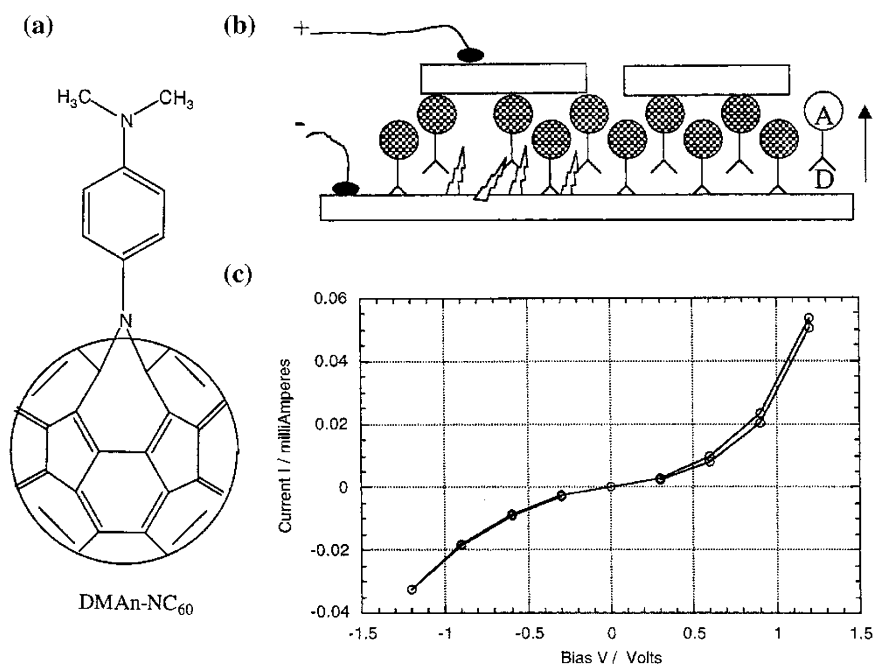 (a)
H₃C CH₃
N
N
DMAn-NC₆₀
(b)
+
-
A
D
(c)
Current I / milliAmperes
0.06
0.04
0.02
0
-0.02
-0.04
-1.5 -1 -0.5 0 0.5 1 1.5
Bias V / Volts